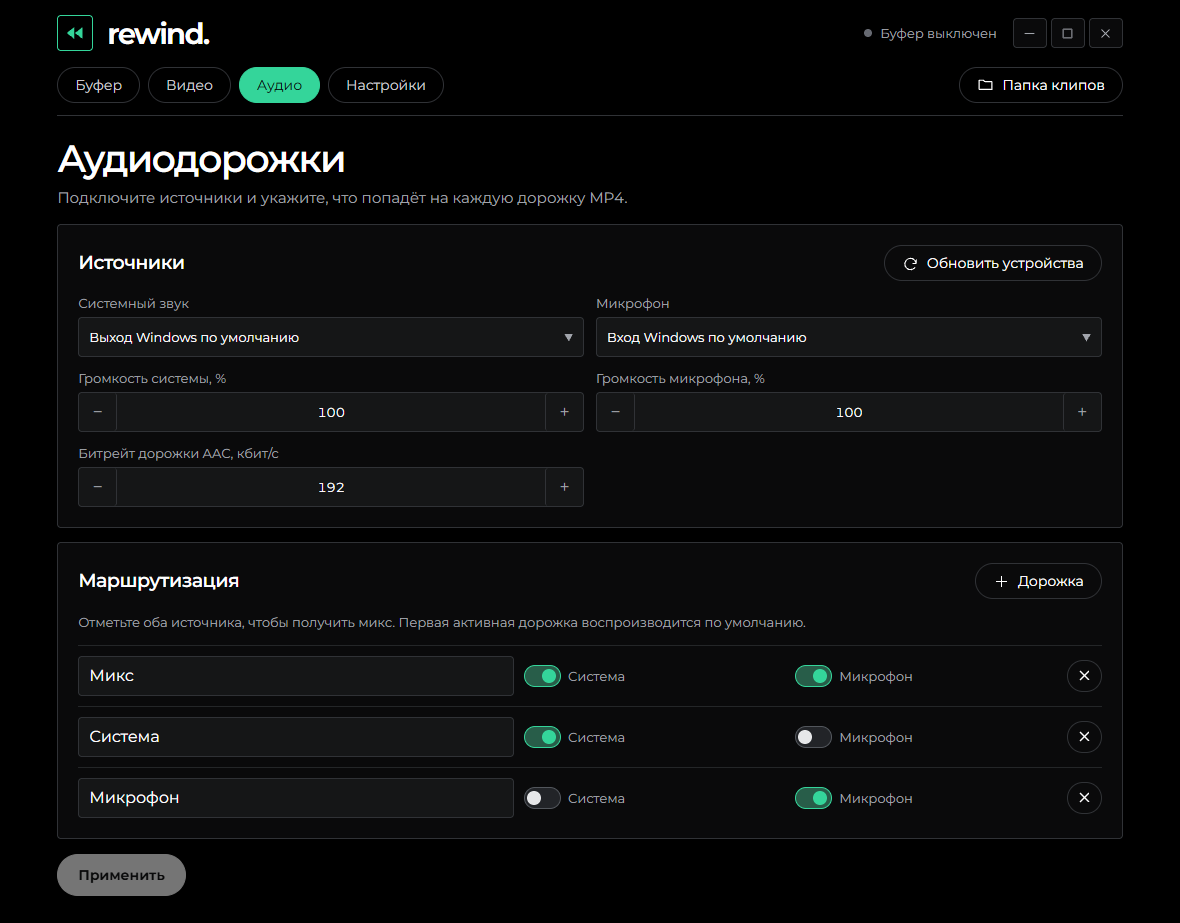 rewind.
Буфер выключен
Буфер
Видео
Аудио
Настройки
Папка клипов
Аудиодорожки
Подключите источники и укажите, что попадёт на каждую дорожку MP4.
Источники
Обновить устройства
Системный звук
Микрофон
Выход Windows по умолчанию
Вход Windows по умолчанию
Громкость системы, %
Громкость микрофона, %
− 100 +
− 100 +
Битрейт дорожки AAC, кбит/с
− 192 +
Маршрутизация
+ Дорожка
Отметьте оба источника, чтобы получить микс. Первая активная дорожка воспроизводится по умолчанию.
Микс
Система
Микрофон
Система
Система
Микрофон
Микрофон
Система
Микрофон
Применить